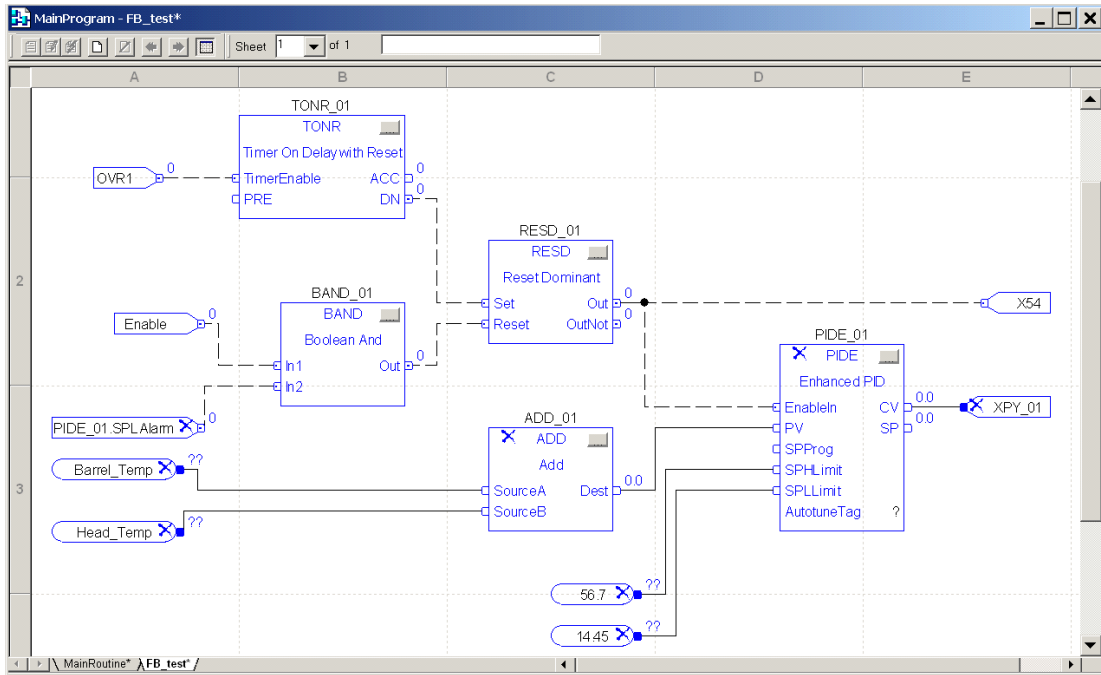 MainProgram - FB_test*
Sheet 1 of 1
A B C D E
TONR_01
TONR
Timer On Delay with Reset
OVR1 0 TimerEnable ACC 0
PRE DN 0
RESD_01
RESD
Reset Dominant
2
BAND_01
Set Out 0 X54
Enable 0 BAND Reset OutNot 0
Boolean And
PIDE_01
PIDE
In1 Out 0
Enhanced PID
In2
EnableIn CV 0.0 XPY_01
PIDE_01.SPLAlarm 0
ADD_01
PV SP 0.0
ADD
SPProg
Barrel_Temp ??
Add
SPHLimit
3
SourceA Dest 0.0
SPLLimit
SourceB
AutotuneTag ?
Head_Temp ??
56.7 ??
14.45 ??
MainRoutine* FB_test*